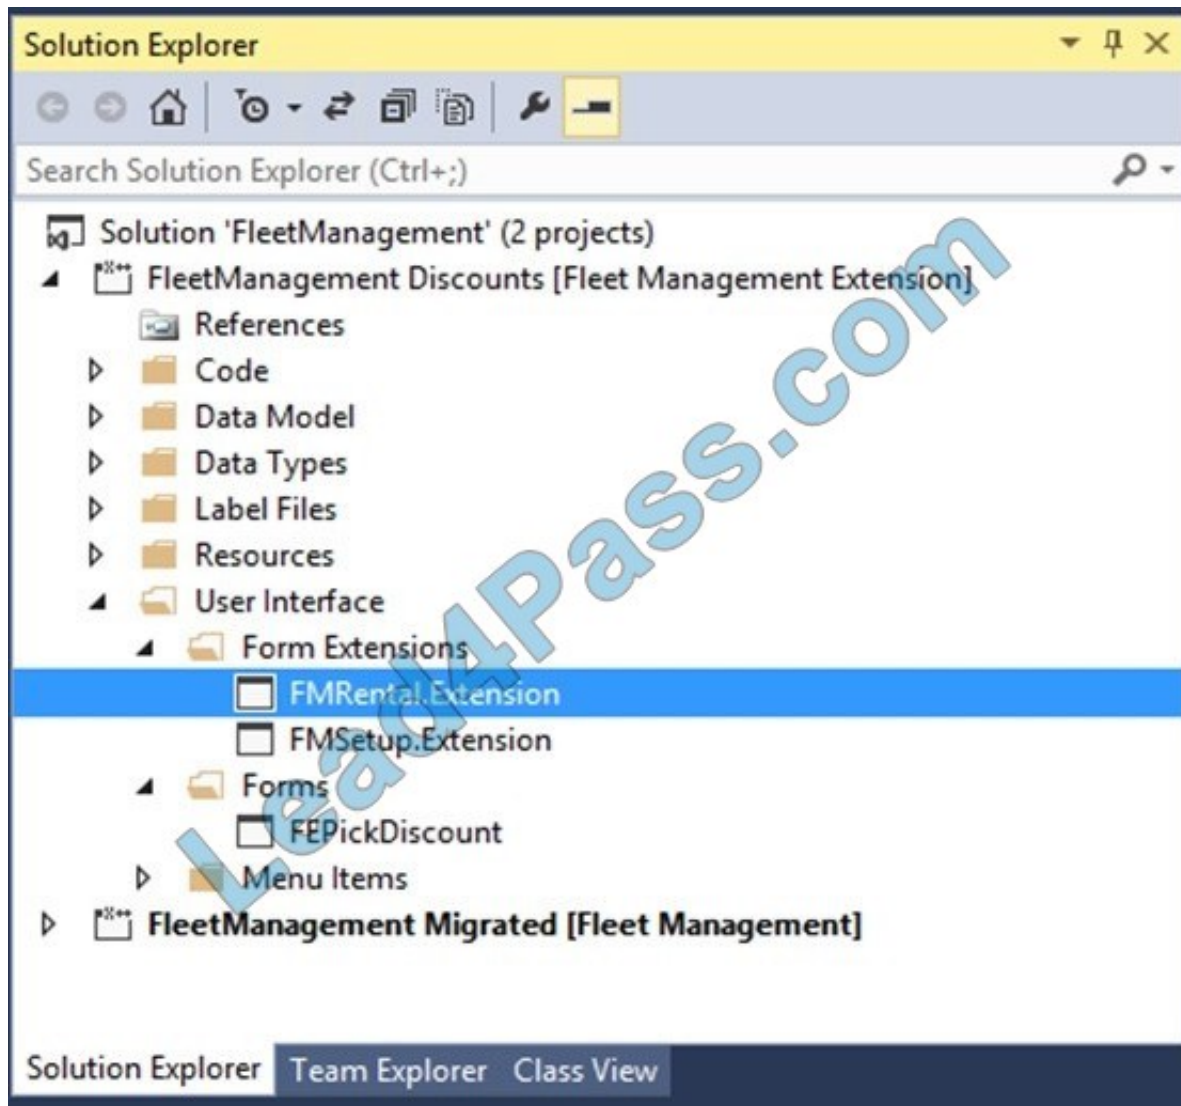 Solution Explorer
Search Solution Explorer (Ctrl+;)
Solution 'FleetManagement' (2 projects)
FleetManagement Discounts [Fleet Management Extension]
References
Code
Data Model
Data Types
Label Files
Resources
User Interface
Form Extensions
FMRental.Extension
FMSetup.Extension
Forms
FEPickDiscount
Menu Items
FleetManagement Migrated [Fleet Management]
Solution Explorer Team Explorer Class View
Lead4Pass.com